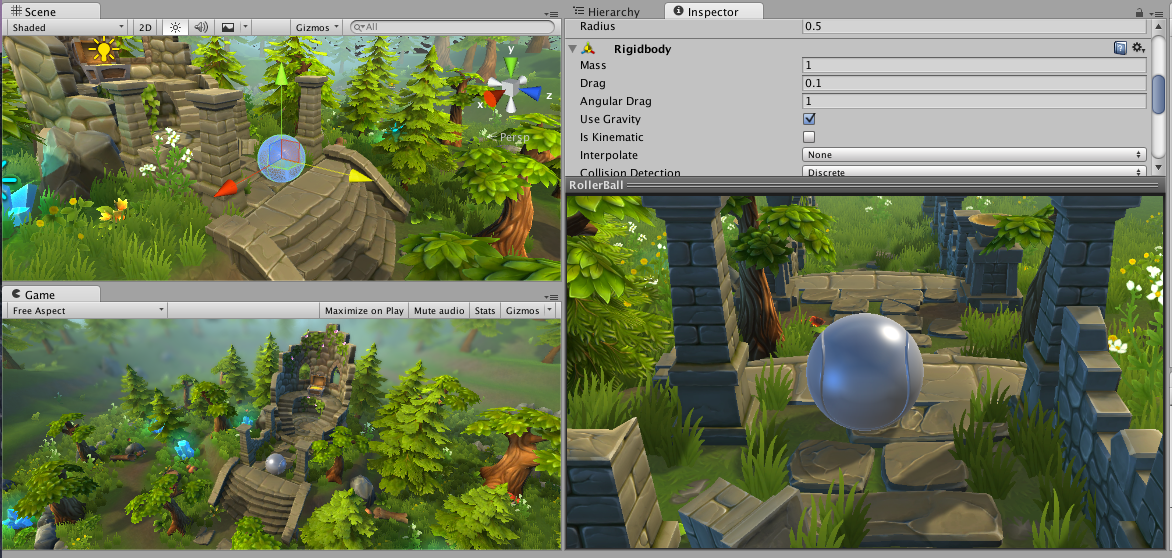 Scene
Shaded
2D
Gizmos
All
y
x
z
Persp
Game
Free Aspect
Maximize on Play
Mute audio
Stats
Gizmos
Hierarchy
Inspector
Radius
0.5
Rigidbody
Mass
1
Drag
0.1
Angular Drag
1
Use Gravity
Is Kinematic
Interpolate
None
Collision Detection
Discrete
RollerBall